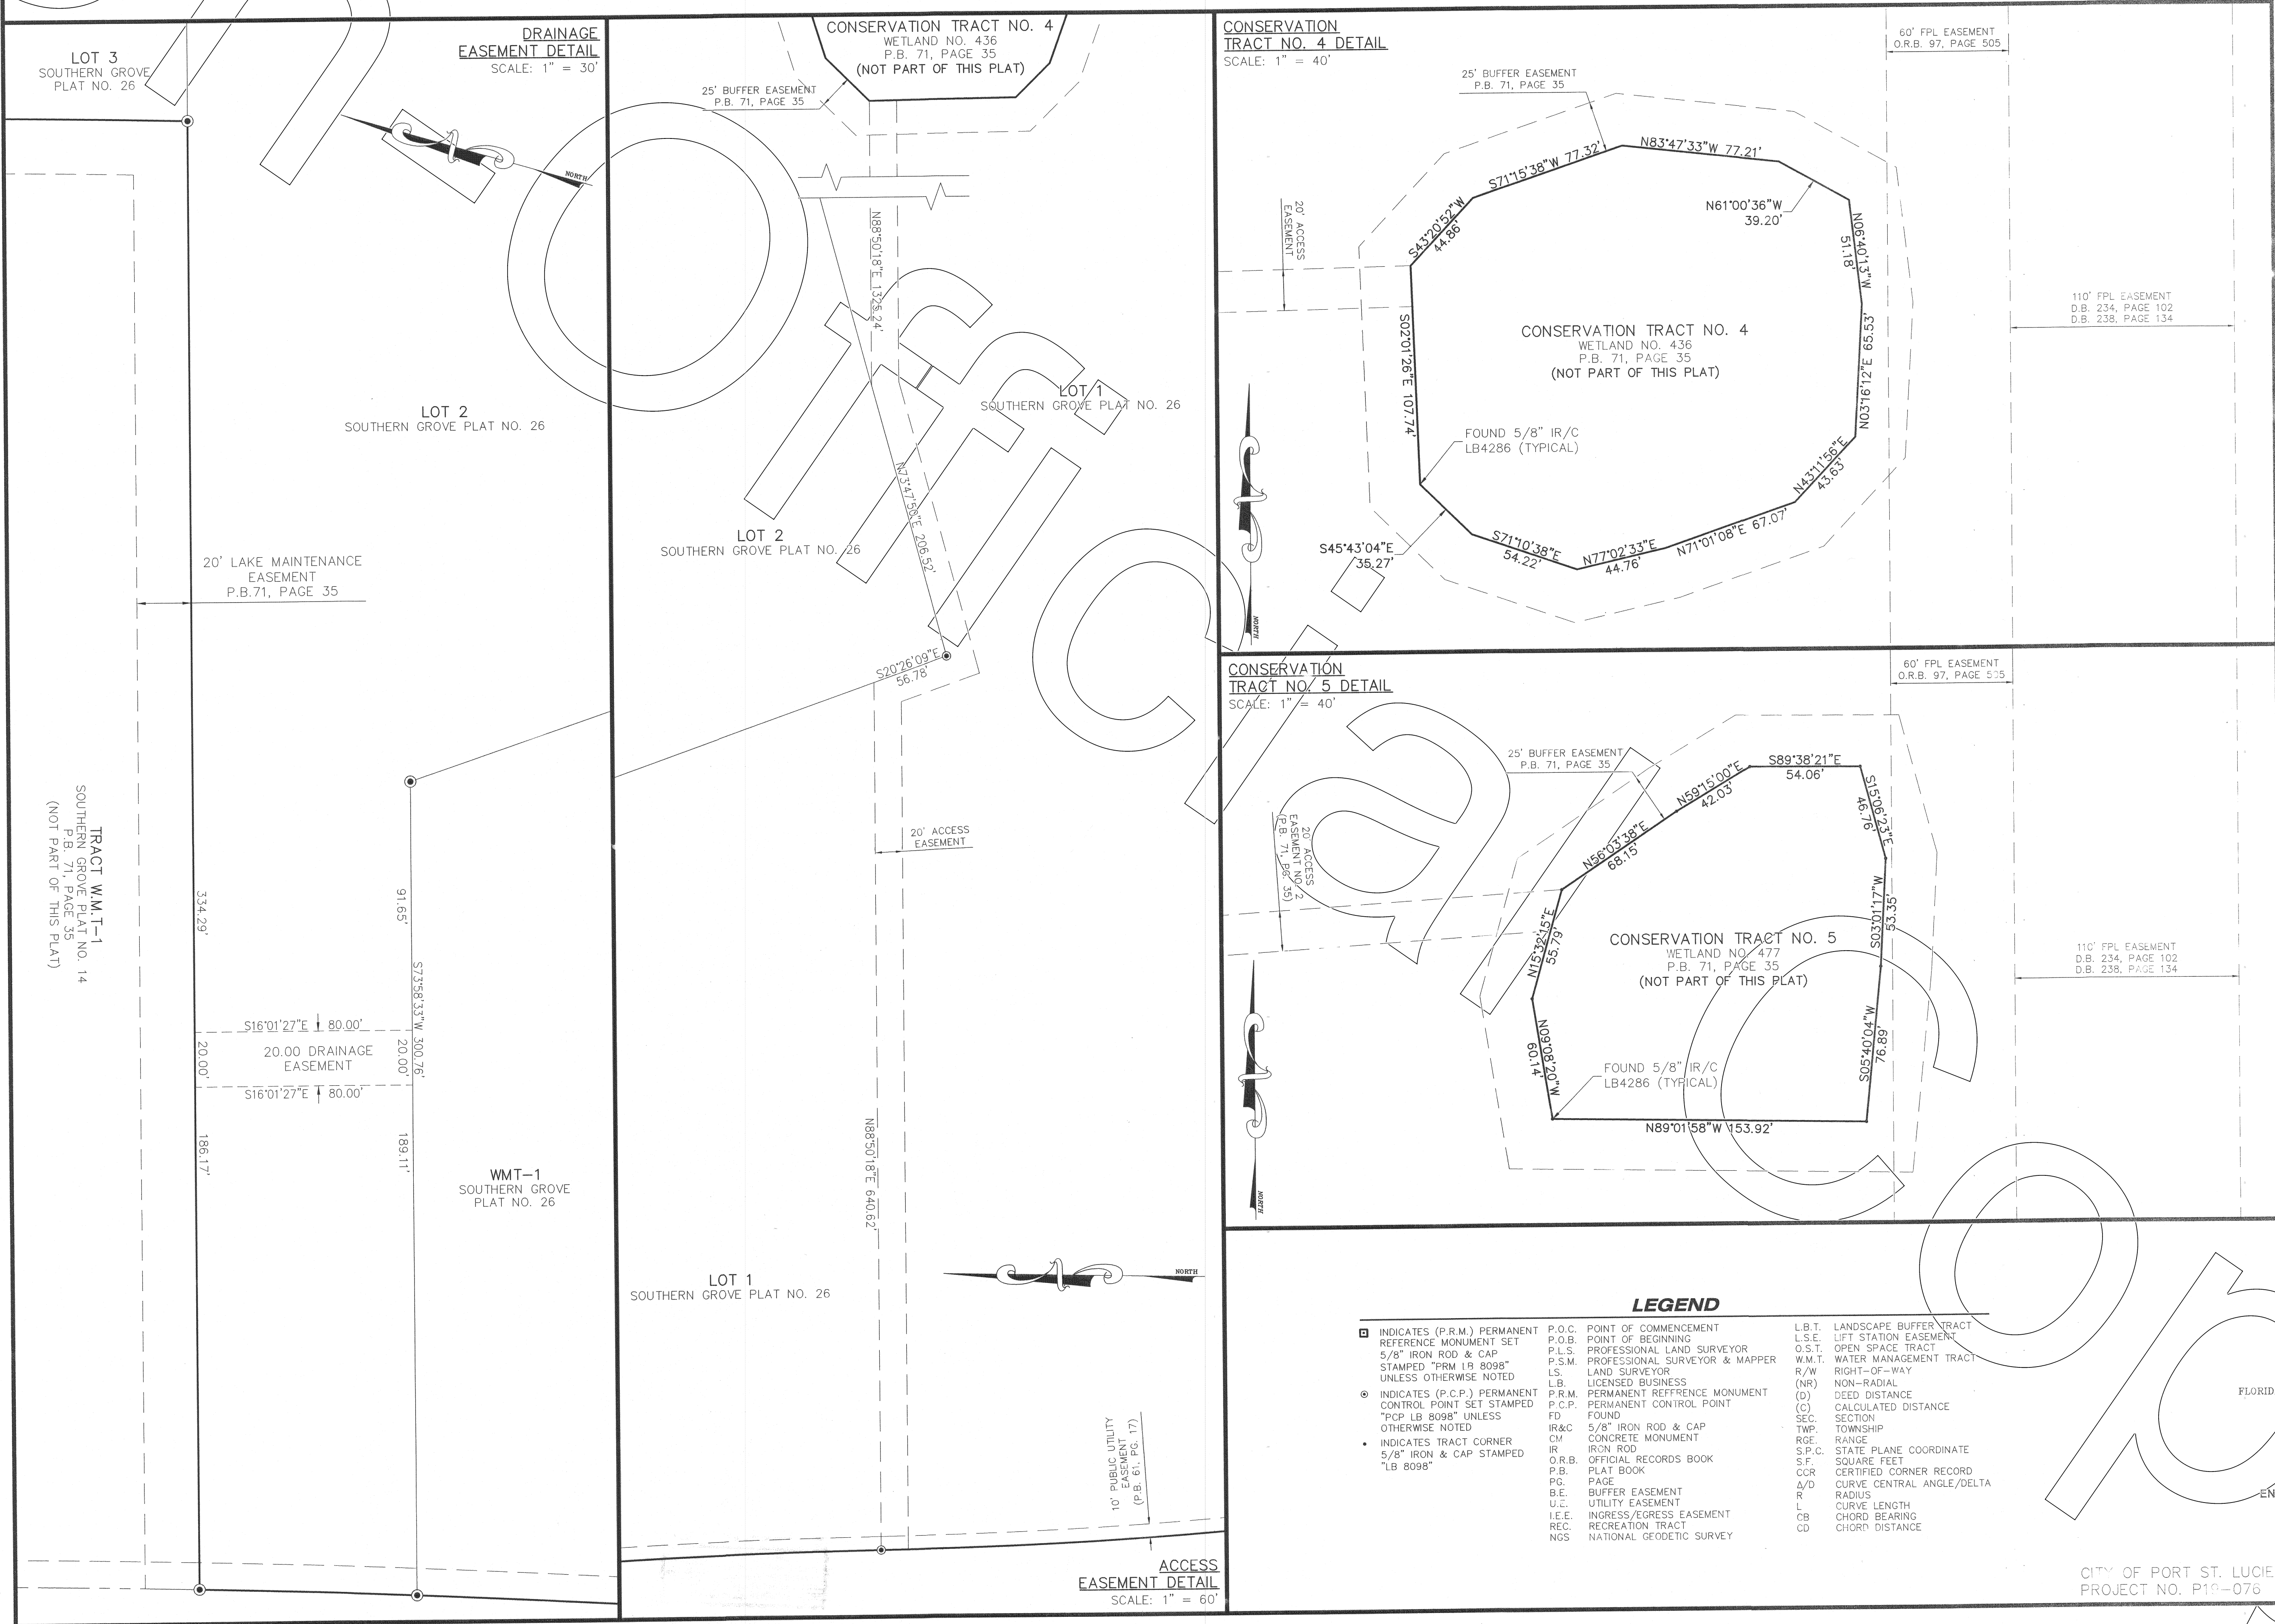 DRAINAGE
EASEMENT DETAIL
SCALE: 1" = 30'
LOT 3
SOUTHERN GROVE
PLAT NO. 26
NORTH
LOT 2
SOUTHERN GROVE PLAT NO. 26
20' LAKE MAINTENANCE
EASEMENT
P.B.71, PAGE 35
TRACT W.M.T-1
SOUTHERN GROVE PLAT NO. 14
P.B. 71, PAGE 35
(NOT PART OF THIS PLAT)
334.29'
91.65'
S73°58'33"W 300.76'
S16°01'27"E 80.00'
20.00'
20.00 DRAINAGE
EASEMENT
20.00'
S16°01'27"E 80.00'
186.17'
189.11'
WMT-1
SOUTHERN GROVE
PLAT NO. 26
CONSERVATION TRACT NO. 4
WETLAND NO. 436
P.B. 71, PAGE 35
(NOT PART OF THIS PLAT)
25' BUFFER EASEMENT
P.B. 71, PAGE 35
N88°50'18"E 1325.24'
LOT 1
SOUTHERN GROVE PLAT NO. 26
N73°47'50"E 206.52'
LOT 2
SOUTHERN GROVE PLAT NO. 26
S20°26'09"E
56.78'
20' ACCESS
EASEMENT
N88°50'18"E 640.62'
NORTH
LOT 1
SOUTHERN GROVE PLAT NO. 26
10' PUBLIC UTILITY
EASEMENT
(P.B. 61, PG. 17)
ACCESS
EASEMENT DETAIL
SCALE: 1" = 60'
CONSERVATION
TRACT NO. 4 DETAIL
SCALE: 1" = 40'
60' FPL EASEMENT
O.R.B. 97, PAGE 505
25' BUFFER EASEMENT
P.B. 71, PAGE 35
N83°47'33"W 77.21'
S71°15'38"W 77.32'
N61°00'36"W
39.20'
S43°20'52"W
44.86'
N06°40'13"W
51.18'
20' ACCESS
EASEMENT
110' FPL EASEMENT
D.B. 234, PAGE 102
D.B. 238, PAGE 134
CONSERVATION TRACT NO. 4
WETLAND NO. 436
P.B. 71, PAGE 35
(NOT PART OF THIS PLAT)
S02°01'26"E 107.74'
N03°16'12"E 65.53'
FOUND 5/8" IR/C
LB4286 (TYPICAL)
N43°11'56"E
43.63'
S45°43'04"E
35.27'
S71°10'38"E
54.22'
N77°02'33"E
44.76'
N71°01'08"E 67.07'
NORTH
CONSERVATION
TRACT NO. 5 DETAIL
SCALE: 1" = 40'
60' FPL EASEMENT
O.R.B. 97, PAGE 505
25' BUFFER EASEMENT
P.B. 71, PAGE 35
S89°38'21"E
54.06'
N59°15'00"E
42.03'
S15°06'23"E
46.76'
N56°03'38"E
68.15'
20' ACCESS
EASEMENT NO. 2
(P.B. 71, PG. 35)
S03°01'17"W
53.35'
N15°32'15"E
55.79'
CONSERVATION TRACT NO. 5
WETLAND NO. 477
P.B. 71, PAGE 35
(NOT PART OF THIS PLAT)
110' FPL EASEMENT
D.B. 234, PAGE 102
D.B. 238, PAGE 134
N09°08'20"W
60.14'
S05°40'04"W
76.89'
FOUND 5/8" IR/C
LB4286 (TYPICAL)
N89°01'58"W 153.92'
NORTH
LEGEND
INDICATES (P.R.M.) PERMANENT
REFERENCE MONUMENT SET
5/8" IRON ROD & CAP
STAMPED "PRM LB 8098"
UNLESS OTHERWISE NOTED
INDICATES (P.C.P.) PERMANENT
CONTROL POINT SET STAMPED
"PCP LB 8098" UNLESS
OTHERWISE NOTED
INDICATES TRACT CORNER
5/8" IRON & CAP STAMPED
"LB 8098"
P.O.C. POINT OF COMMENCEMENT
P.O.B. POINT OF BEGINNING
P.L.S. PROFESSIONAL LAND SURVEYOR
P.S.M. PROFESSIONAL SURVEYOR & MAPPER
LS. LAND SURVEYOR
L.B. LICENSED BUSINESS
P.R.M. PERMANENT REFERENCE MONUMENT
P.C.P. PERMANENT CONTROL POINT
FD FOUND
IR&C 5/8" IRON ROD & CAP
CM CONCRETE MONUMENT
IR IRON ROD
O.R.B. OFFICIAL RECORDS BOOK
P.B. PLAT BOOK
PG. PAGE
B.E. BUFFER EASEMENT
U.E. UTILITY EASEMENT
I.E.E. INGRESS/EGRESS EASEMENT
REC. RECREATION TRACT
NGS NATIONAL GEODETIC SURVEY
L.B.T. LANDSCAPE BUFFER TRACT
L.S.E. LIFT STATION EASEMENT
O.S.T. OPEN SPACE TRACT
W.M.T. WATER MANAGEMENT TRACT
R/W RIGHT-OF-WAY
(NR) NON-RADIAL
(D) DEED DISTANCE
(C) CALCULATED DISTANCE
SEC. SECTION
TWP. TOWNSHIP
RGE. RANGE
S.P.C. STATE PLANE COORDINATE
S.F. SQUARE FEET
CCR CERTIFIED CORNER RECORD
Δ/D CURVE CENTRAL ANGLE/DELTA
R RADIUS
L CURVE LENGTH
CB CHORD BEARING
CD CHORD DISTANCE
FLORID
EN
CITY OF PORT ST. LUCIE
PROJECT NO. P19-076